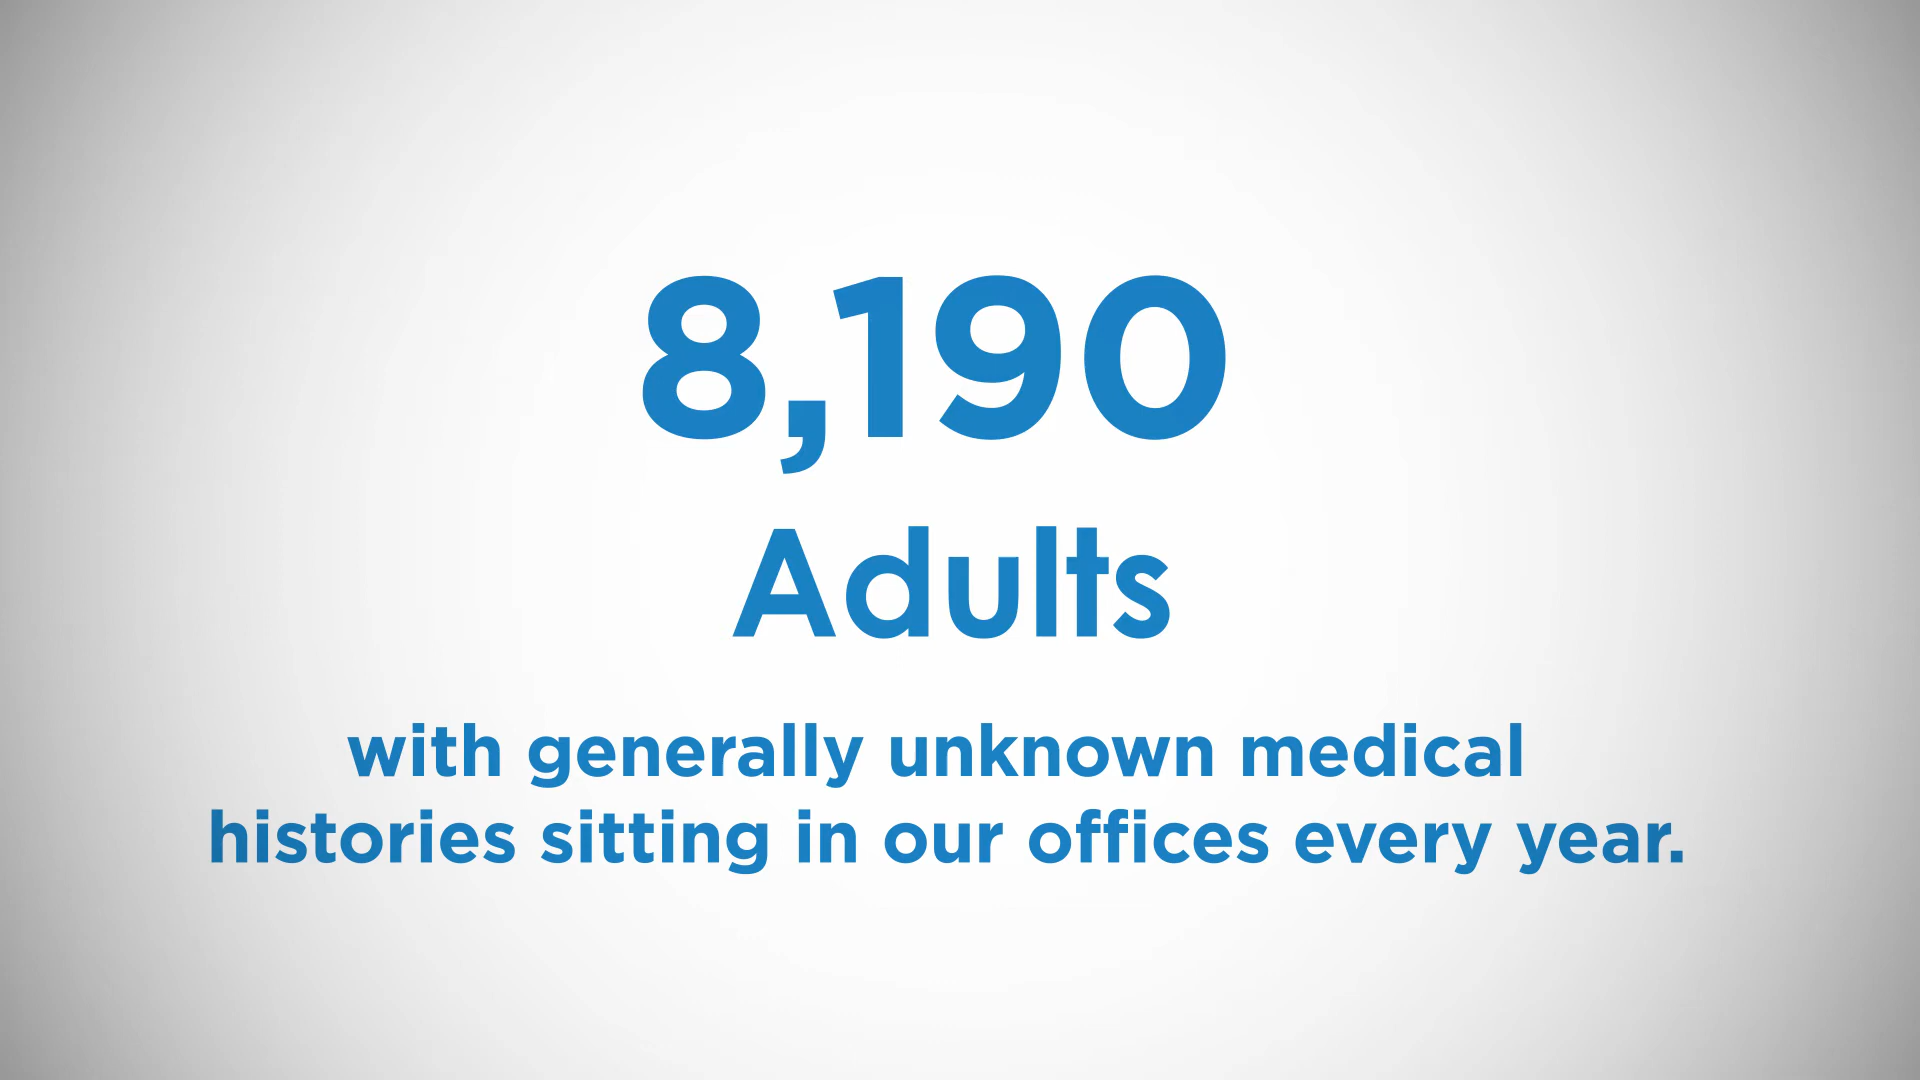 8,190
Adults
with generally unknown medical
histories sitting in our offices every year.